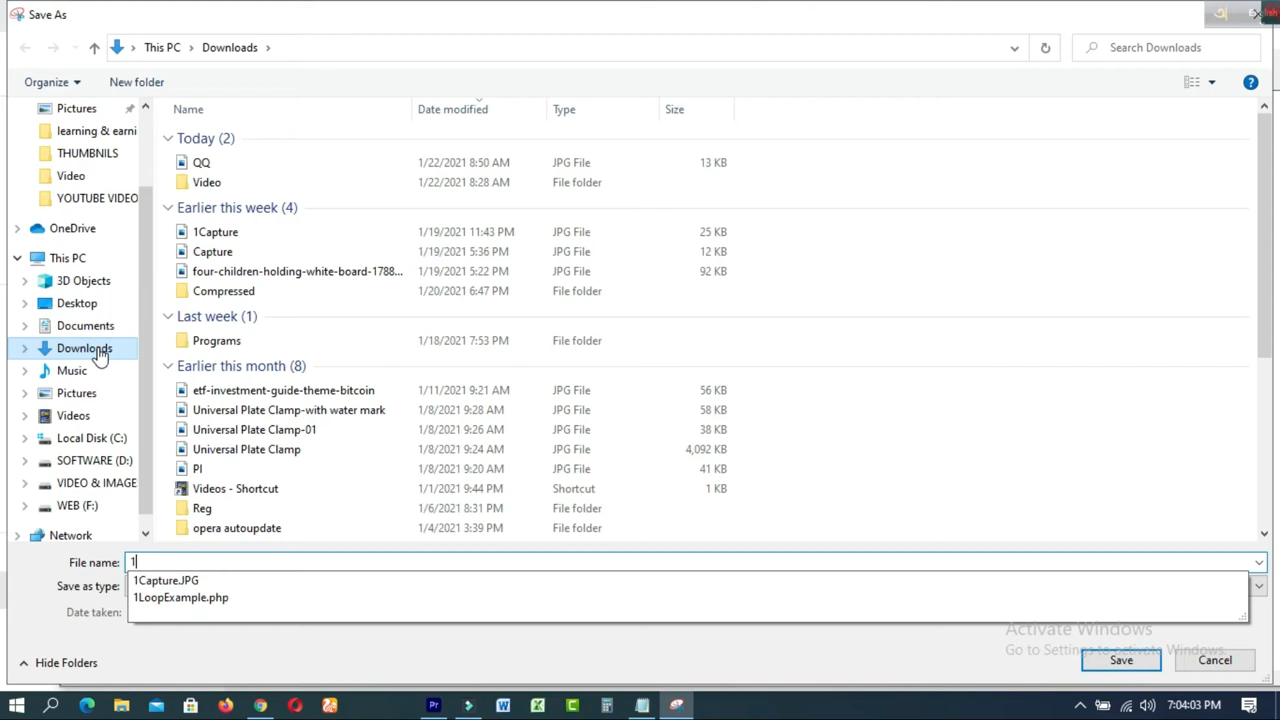 Save As
This PC
Downloads
Search Downloads
Organize
New folder
Pictures
learning & earni
THUMBNILS
Video
YOUTUBE VIDEO
OneDrive
This PC
3D Objects
Desktop
Documents
Downloads
Music
Pictures
Videos
Local Disk (C:)
SOFTWARE (D:)
VIDEO & IMAGE
WEB (F:)
Network
Name Date modified Type Size
Today (2)
QQ 1/22/2021 8:50 AM JPG File 13 KB
Video 1/22/2021 8:28 AM File folder
Earlier this week (4)
1Capture 1/19/2021 11:43 PM JPG File 25 KB
Capture 1/19/2021 5:36 PM JPG File 12 KB
four-children-holding-white-board-1788... 1/19/2021 5:22 PM JPG File 92 KB
Compressed 1/20/2021 6:47 PM File folder
Last week (1)
Programs 1/18/2021 7:53 PM File folder
Earlier this month (8)
etf-investment-guide-theme-bitcoin 1/11/2021 9:21 AM JPG File 56 KB
Universal Plate Clamp-with water mark 1/8/2021 9:28 AM JPG File 58 KB
Universal Plate Clamp-01 1/8/2021 9:26 AM JPG File 38 KB
Universal Plate Clamp 1/8/2021 9:24 AM JPG File 4,092 KB
PI 1/8/2021 9:20 AM JPG File 41 KB
Videos - Shortcut 1/1/2021 9:44 PM Shortcut 1 KB
Reg 1/6/2021 8:31 PM File folder
opera autoupdate 1/4/2021 3:39 PM File folder
File name: 1
1Capture.JPG
Save as type:
1LoopExample.php
Date taken:
Activate Windows
Go to Settings to activate Windows.
Hide Folders
Save Cancel
7:04:03 PM